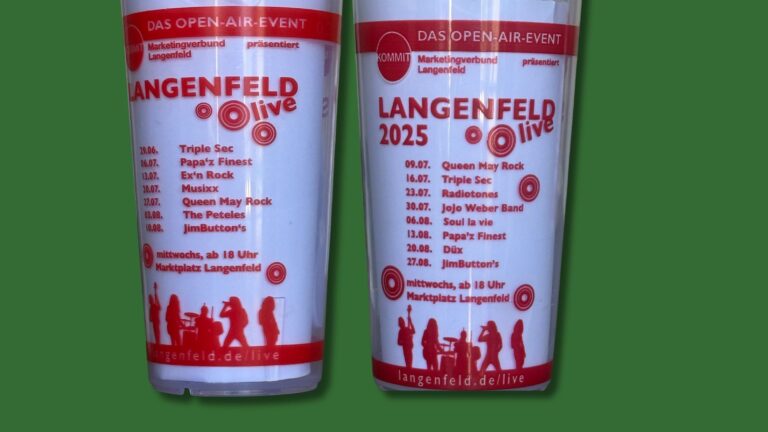 DAS OPEN-AIR-EVENT
Marketingverbund präsentiert
Langenfeld
LANGENFELD
live
29.06. Triple Sec
06.07. Papa'z Finest
13.07. Ex'n Rock
20.07. Musixx
27.07. Queen May Rock
03.08. The Peteles
10.08. JimButton's
mittwochs, ab 18 Uhr
Marktplatz Langenfeld
langenfeld.de/live
DAS OPEN-AIR-EVENT
KOMMIT
Marketingverbund präsentiert
Langenfeld
LANGENFELD
2025 live
09.07. Queen May Rock
16.07. Triple Sec
23.07. Radiotones
30.07. JoJo Weber Band
06.08. Soul la vie
13.08. Papa'z Finest
20.08. Düx
27.08. JimButton's
mittwochs, ab 18 Uhr
Marktplatz Langenfeld
langenfeld.de/live